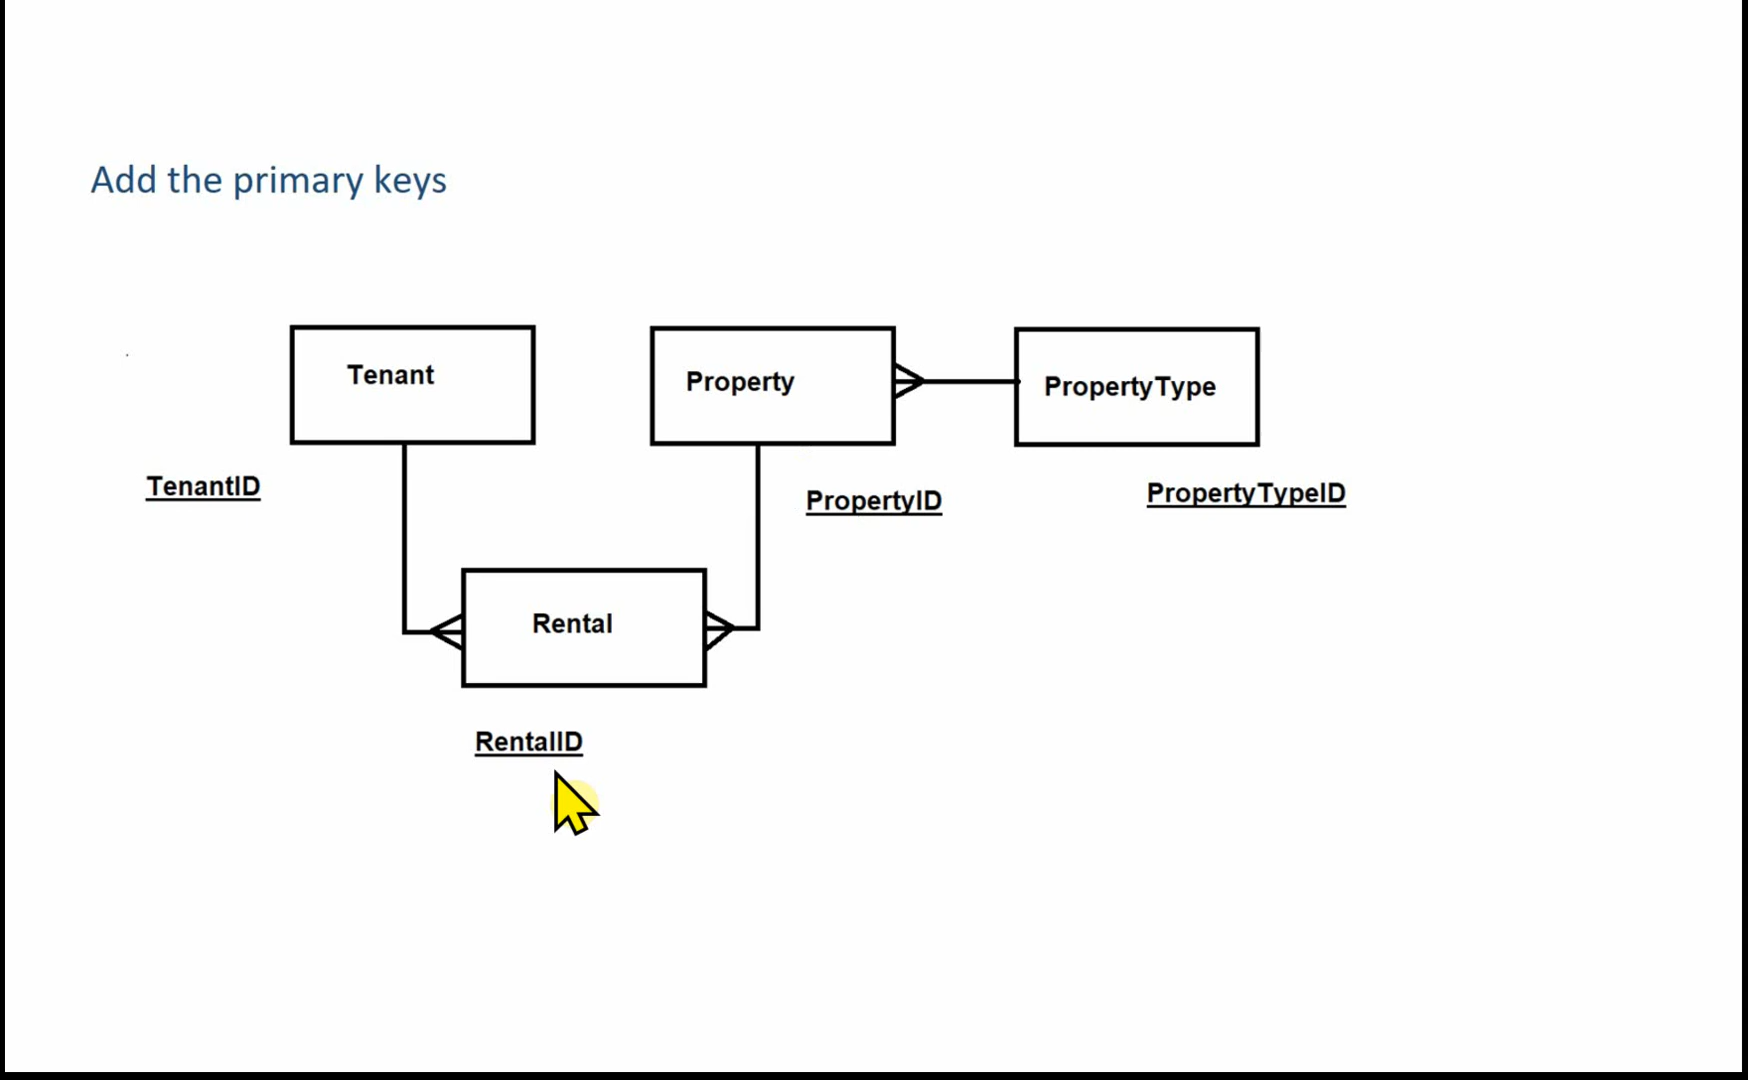 Add the primary keys
Tenant
Property
PropertyType
TenantID
PropertyID
PropertyTypeID
Rental
RentalID